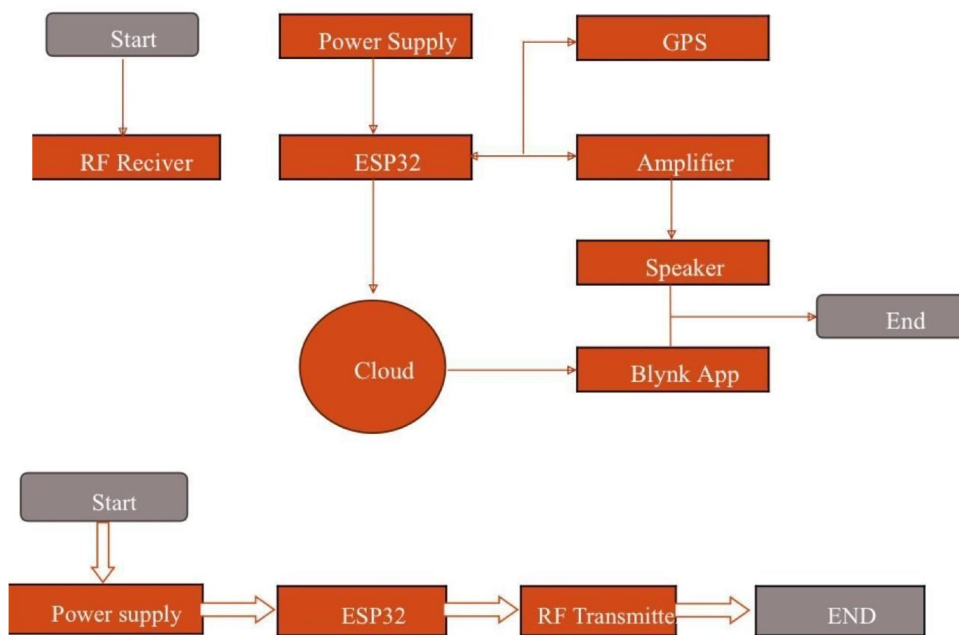 Start
Power Supply
GPS
RF Reciver
ESP32
Amplifier
Speaker
End
Cloud
Blynk App
Start
Power supply
ESP32
RF Transmitte
END